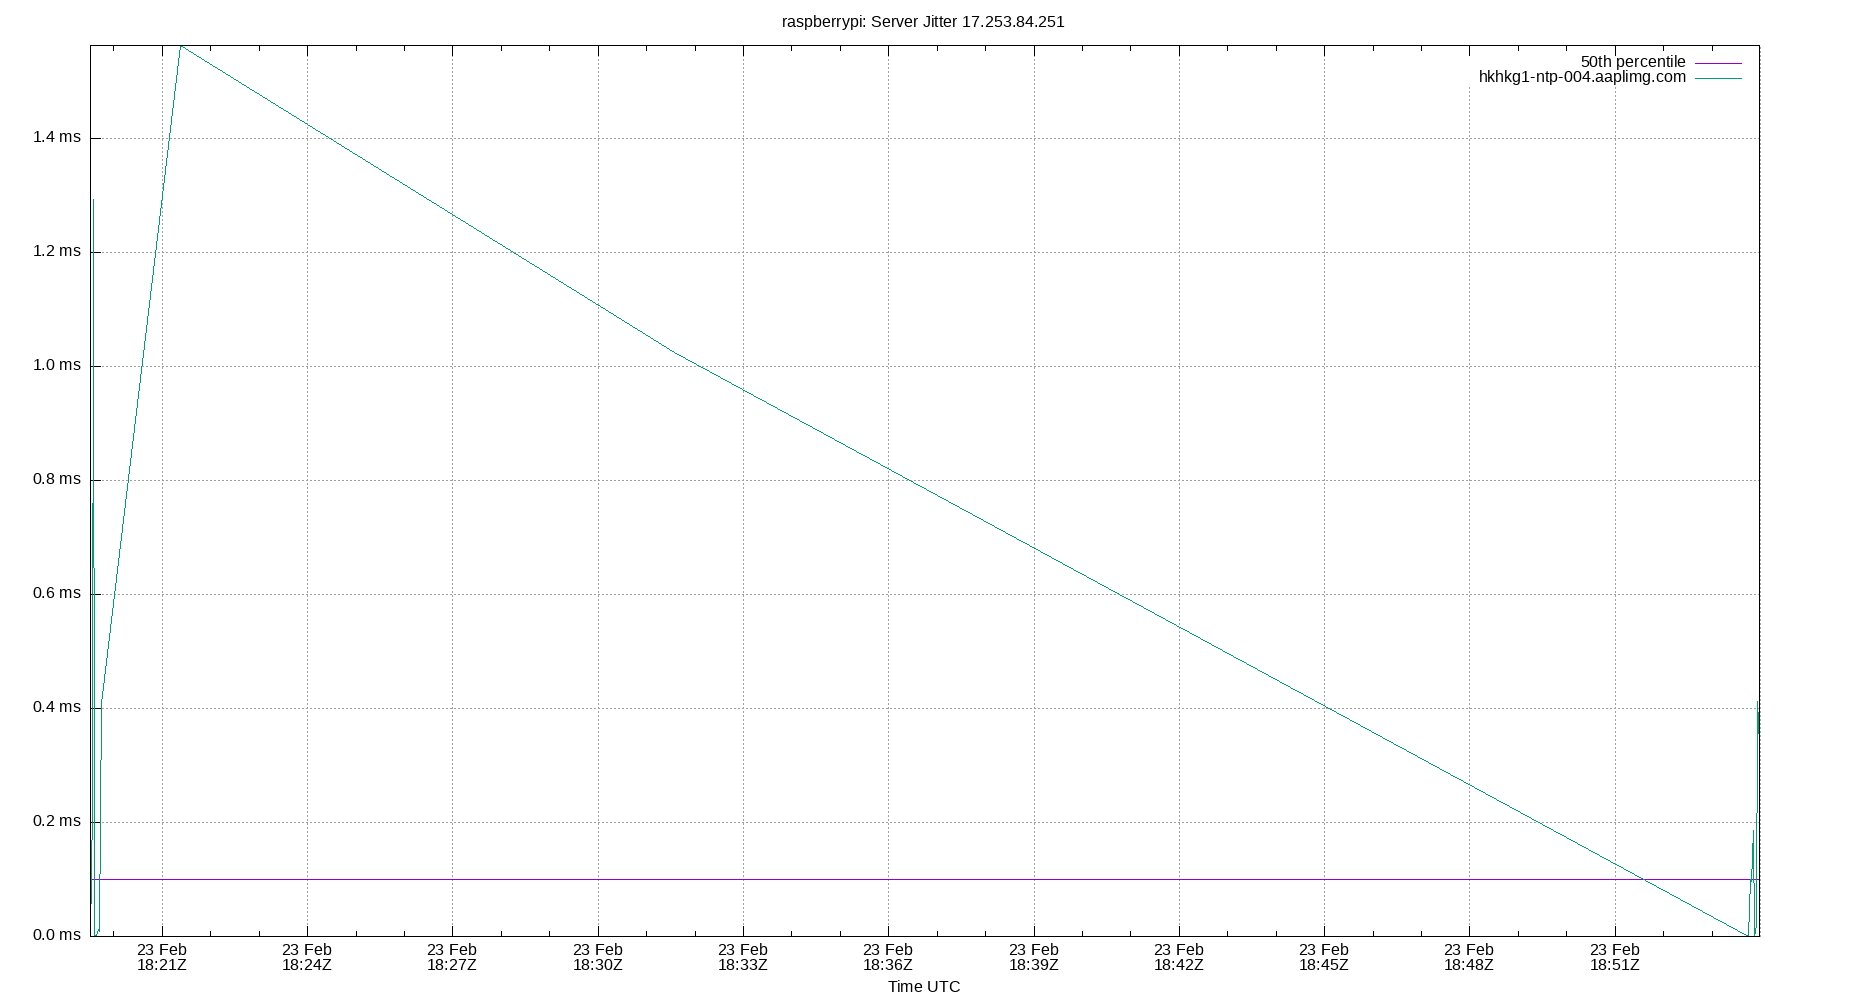 raspberrypi: Server Jitter 17.253.84.251
50th percentile
hkhkg1-ntp-004.aaplimg.com
1.4 ms
1.2 ms
1.0 ms
0.8 ms
0.6 ms
0.4 ms
0.2 ms
0.0 ms
23 Feb 23 Feb 23 Feb 23 Feb 23 Feb 23 Feb 23 Feb 23 Feb 23 Feb 23 Feb 23 Feb
18:21Z 18:24Z 18:27Z 18:30Z 18:33Z 18:36Z 18:39Z 18:42Z 18:45Z 18:48Z 18:51Z
Time UTC